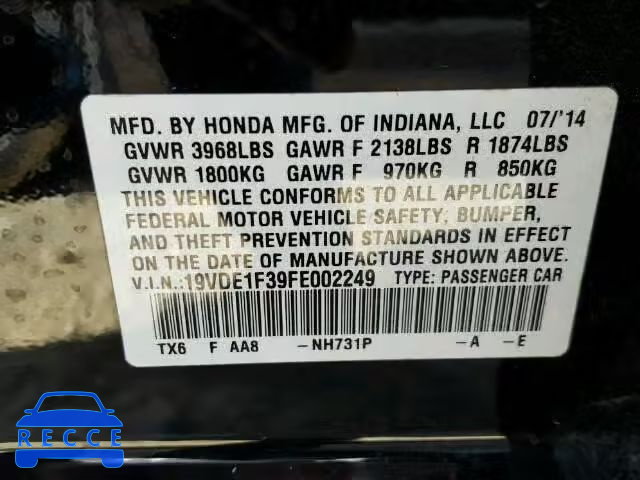 MFD. BY HONDA MFG. OF INDIANA, LLC 07/'14
GVWR 3968LBS GAWR F 2138LBS R 1874LBS
GVWR 1800KG GAWR F 970KG R 850KG
THIS VEHICLE CONFORMS TO ALL APPLICABLE
FEDERAL MOTOR VEHICLE SAFETY, BUMPER,
AND THEFT PREVENTION STANDARDS IN EFFECT
ON THE DATE OF MANUFACTURE SHOWN ABOVE.
V.I.N.:19VDE1F39FE002249 TYPE: PASSENGER CAR
TX6 F AA8 -NH731P -A -E
RECCE